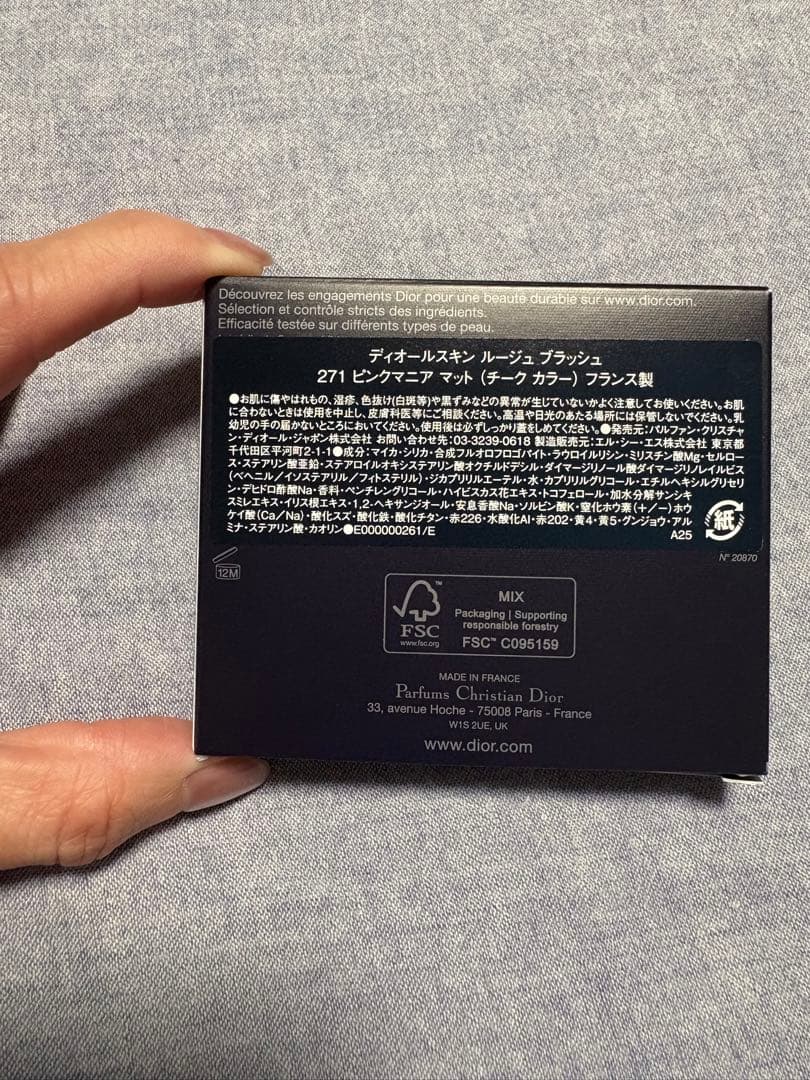 Découvrez les engagements Dior pour une beauté durable sur www.dior.com.
Sélection et contrôle stricts des ingrédients.
Efficacité testée sur différents types de peau.
ディオールスキン ルージュ ブラッシュ
271 ピンクマニア マット (チーク カラー) フランス製
●お肌に傷やはれもの、湿疹、色抜け(白斑等)や黒ずみなどの異常が生じていないかよく注意してお使いください。お肌
に合わないときは使用を中止し、皮膚科医等にご相談ください。高温や日光のあたる場所には保管しないでください。乳
幼児の手の届かないところにおいてください。使用後は必ずしっかり蓋をしめてください。●発売元:パルファン・クリスチャ
ン・ディオール・ジャポン株式会社 お問い合わせ先:03-3239-0618 製造販売元:エル・シー・エス株式会社 東京都
千代田区平河町2-1-1●成分:マイカ・シリカ・合成フルオロフロゴパイト・ラウロイルリシン・ミリスチン酸Mg・セルロー
ス・ステアリン酸亜鉛・ステアロイルオキシステアリン酸オクチルドデシル・ダイマージリノール酸ダイマージリノレイルビス
(ベヘニル/イソステアリル/フィトステリル)・ジカプリリルエーテル・水・カプリリルグリコール・エチルヘキシルグリセリ
ン・デヒドロ酢酸Na・香料・ペンチレングリコール・ハイビスカス花エキス・トコフェロール・加水分解サンシキ
スミレエキス・イリス根エキス・1,2-ヘキサンジオール・安息香酸Na・ソルビン酸K・窒化ホウ素(+/−)ホウ
ケイ酸(Ca/Na)・酸化スズ・酸化鉄・酸化チタン・赤226・水酸化Al・赤202・黄4・黄5・グンジョウ・アル
ミナ・ステアリン酸・カオリン●E000000261/E
A25
紙
N° 20870
12M
FSC™
www.fsc.org
MIX
Packaging | Supporting
responsible forestry
FSC™ C095159
MADE IN FRANCE
Parfums Christian Dior
33, avenue Hoche - 75008 Paris - France
W1S 2UE, UK
www.dior.com